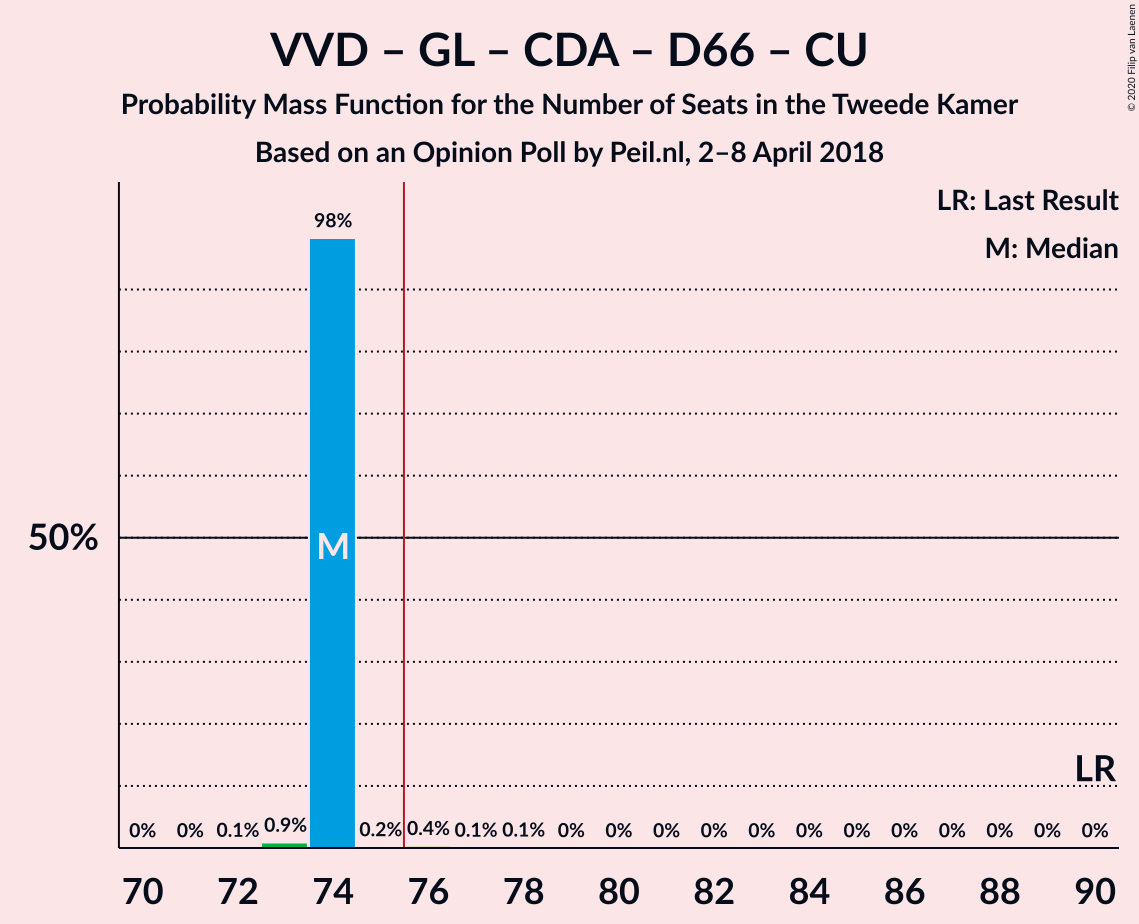 VVD – GL – CDA – D66 – CU
Probability Mass Function for the Number of Seats in the Tweede Kamer
Based on an Opinion Poll by Peil.nl, 2–8 April 2018
© 2020 Filip van Laenen
LR: Last Result
M: Median
98%
50%
M
LR
0% 0% 0.1% 0.9% 0.2% 0.4% 0.1% 0.1% 0% 0% 0% 0% 0% 0% 0% 0% 0% 0% 0% 0%
70 72 74 76 78 80 82 84 86 88 90